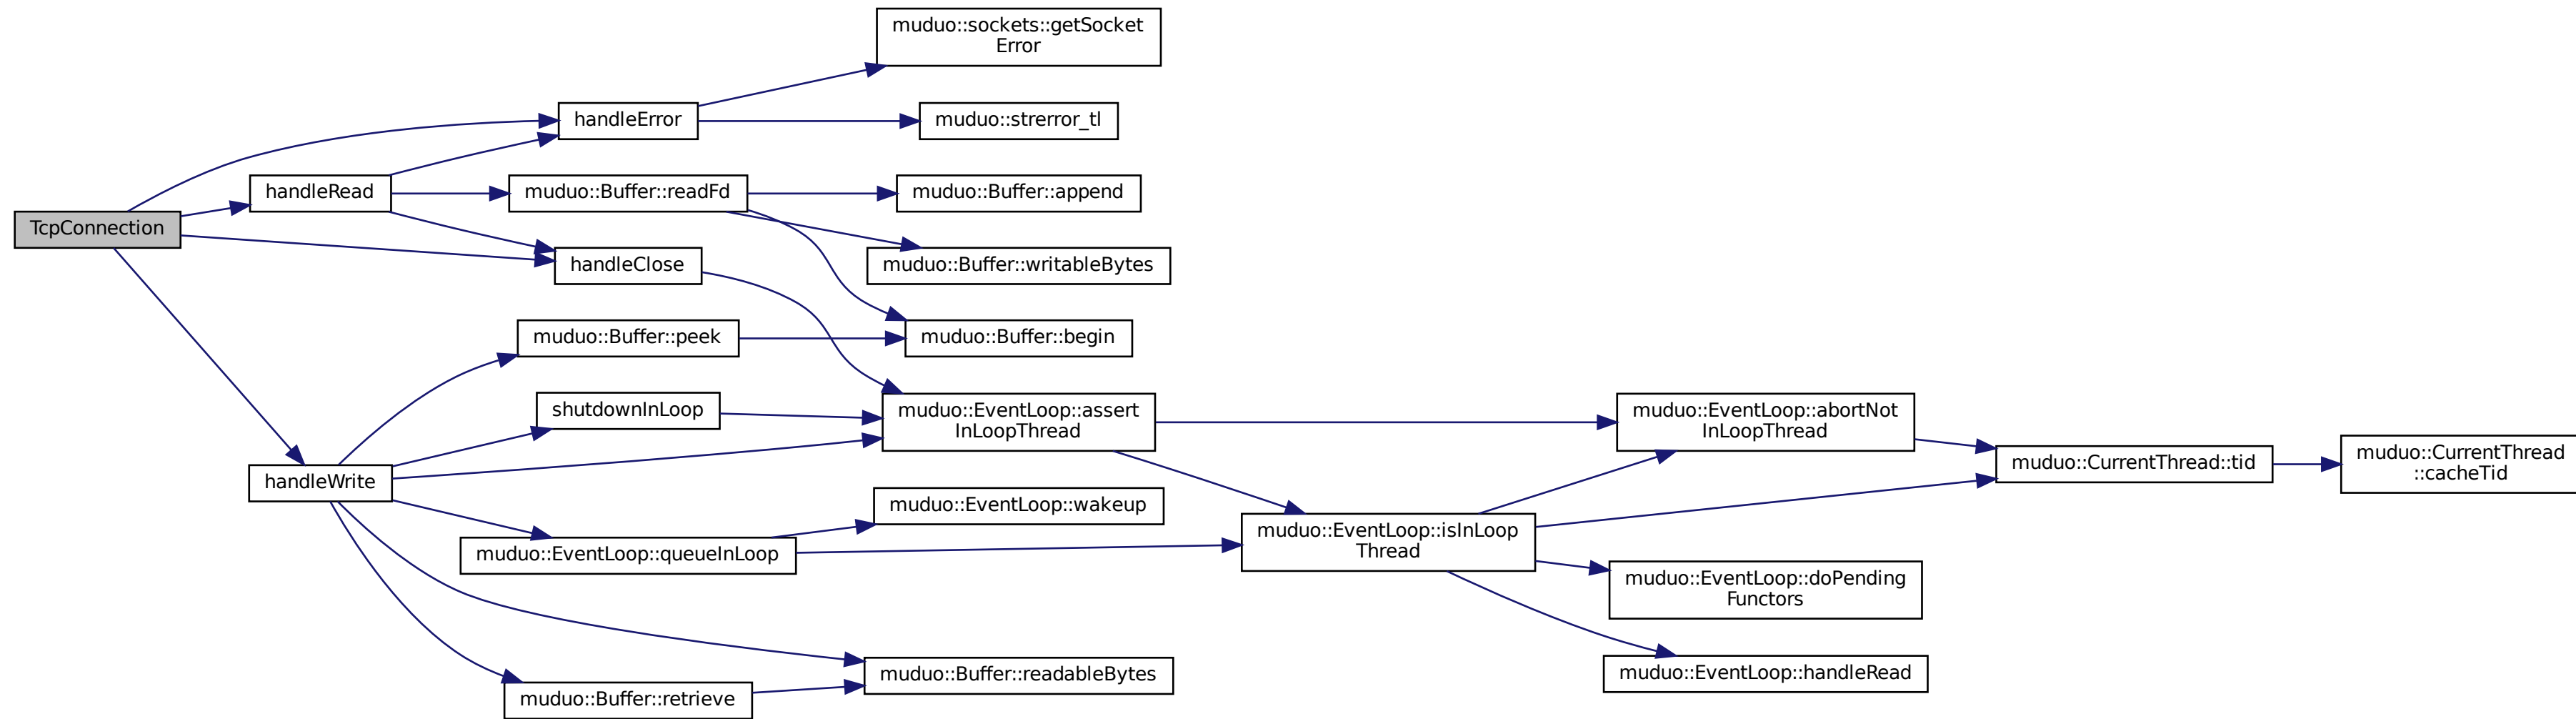 muduo::sockets::getSocket
Error
handleError
muduo::strerror_tl
handleRead
muduo::Buffer::readFd
muduo::Buffer::append
TcpConnection
handleClose
muduo::Buffer::writableBytes
muduo::Buffer::peek
muduo::Buffer::begin
shutdownInLoop
muduo::EventLoop::assert
InLoopThread
muduo::EventLoop::abortNot
InLoopThread
muduo::CurrentThread::tid
muduo::CurrentThread
::cacheTid
handleWrite
muduo::EventLoop::wakeup
muduo::EventLoop::queueInLoop
muduo::EventLoop::isInLoop
Thread
muduo::EventLoop::doPending
Functors
muduo::Buffer::readableBytes
muduo::EventLoop::handleRead
muduo::Buffer::retrieve